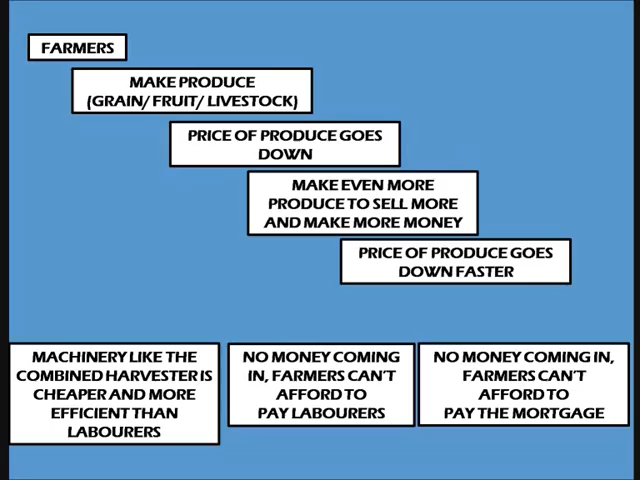 FARMERS
MAKE PRODUCE
(GRAIN/ FRUIT/ LIVESTOCK)
PRICE OF PRODUCE GOES
DOWN
MAKE EVEN MORE
PRODUCE TO SELL MORE
AND MAKE MORE MONEY
PRICE OF PRODUCE GOES
DOWN FASTER
MACHINERY LIKE THE
COMBINED HARVESTER IS
CHEAPER AND MORE
EFFICIENT THAN
LABOURERS
NO MONEY COMING
IN, FARMERS CAN'T
AFFORD TO
PAY LABOURERS
NO MONEY COMING IN,
FARMERS CAN'T
AFFORD TO
PAY THE MORTGAGE